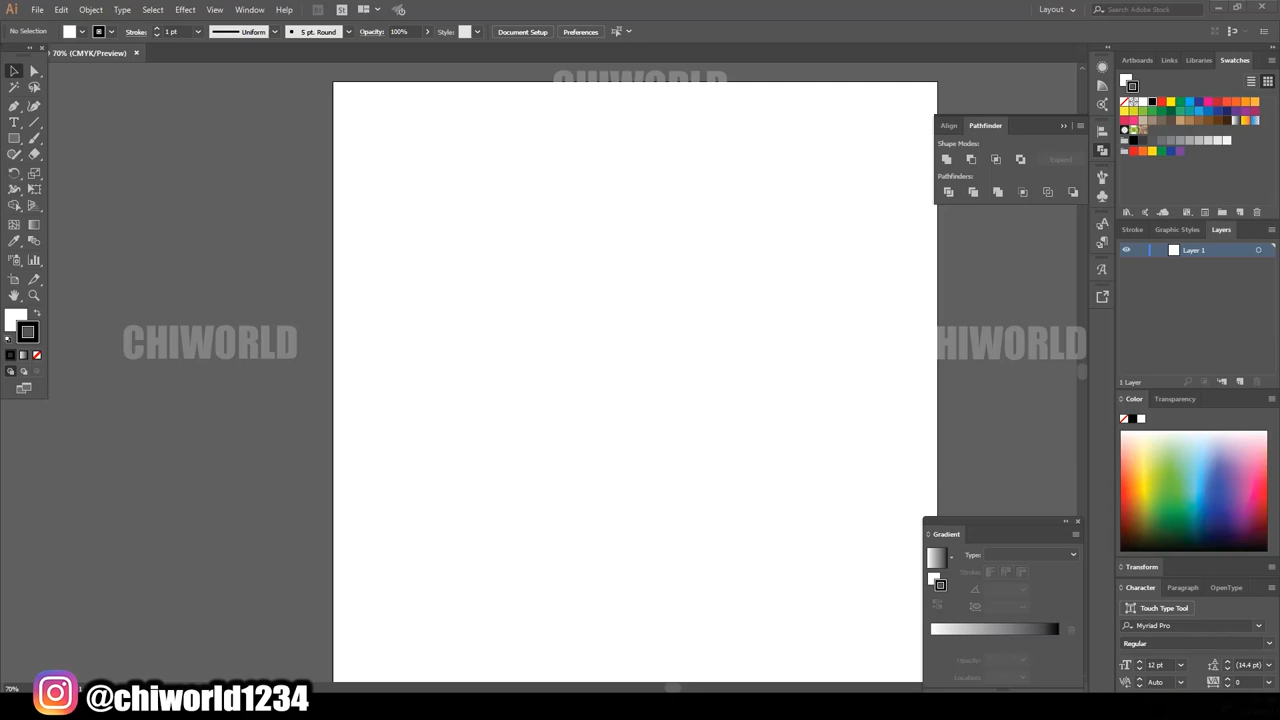 Ai File Edit Object Type Select Effect View Window Help Br St Layout Search Adobe Stock
No Selection Stroke: 1 pt Uniform 5 pt. Round Opacity: 100% Style: Document Setup Preferences
70% (CMYK/Preview)
CHIWORLD
Artboards Links Libraries Swatches
Align Pathfinder
Shape Modes:
Expand
Pathfinders:
Stroke Graphic Styles Layers
Layer 1
CHIWORLD
HIWORLD
1 Layer
Color Transparency
Gradient
Type:
Stroke:
Opacity:
Location:
Transform
Character Paragraph OpenType
Touch Type Tool
Myriad Pro
Regular
12 pt (14.4 pt)
Auto 0
70%
@chiworld1234